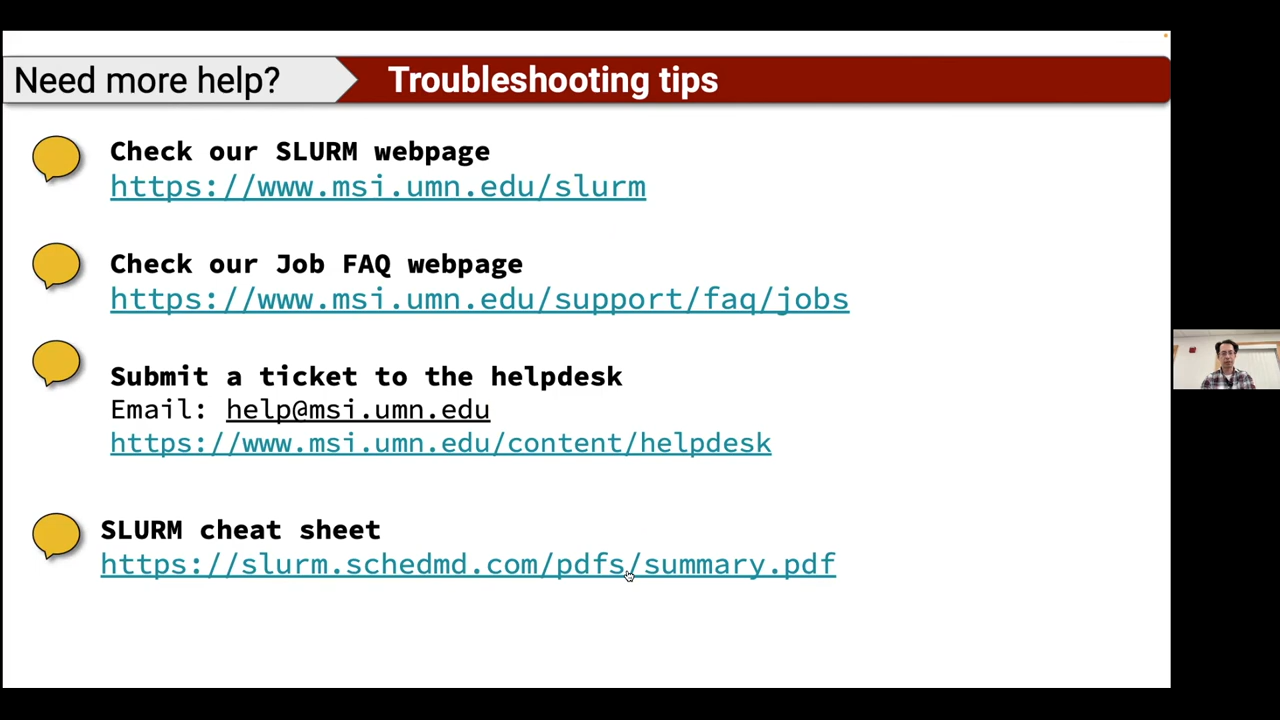 Need more help?
Troubleshooting tips
Check our SLURM webpage
https://www.msi.umn.edu/slurm
Check our Job FAQ webpage
https://www.msi.umn.edu/support/faq/jobs
Submit a ticket to the helpdesk
Email: help@msi.umn.edu
https://www.msi.umn.edu/content/helpdesk
SLURM cheat sheet
https://slurm.schedmd.com/pdfs/summary.pdf